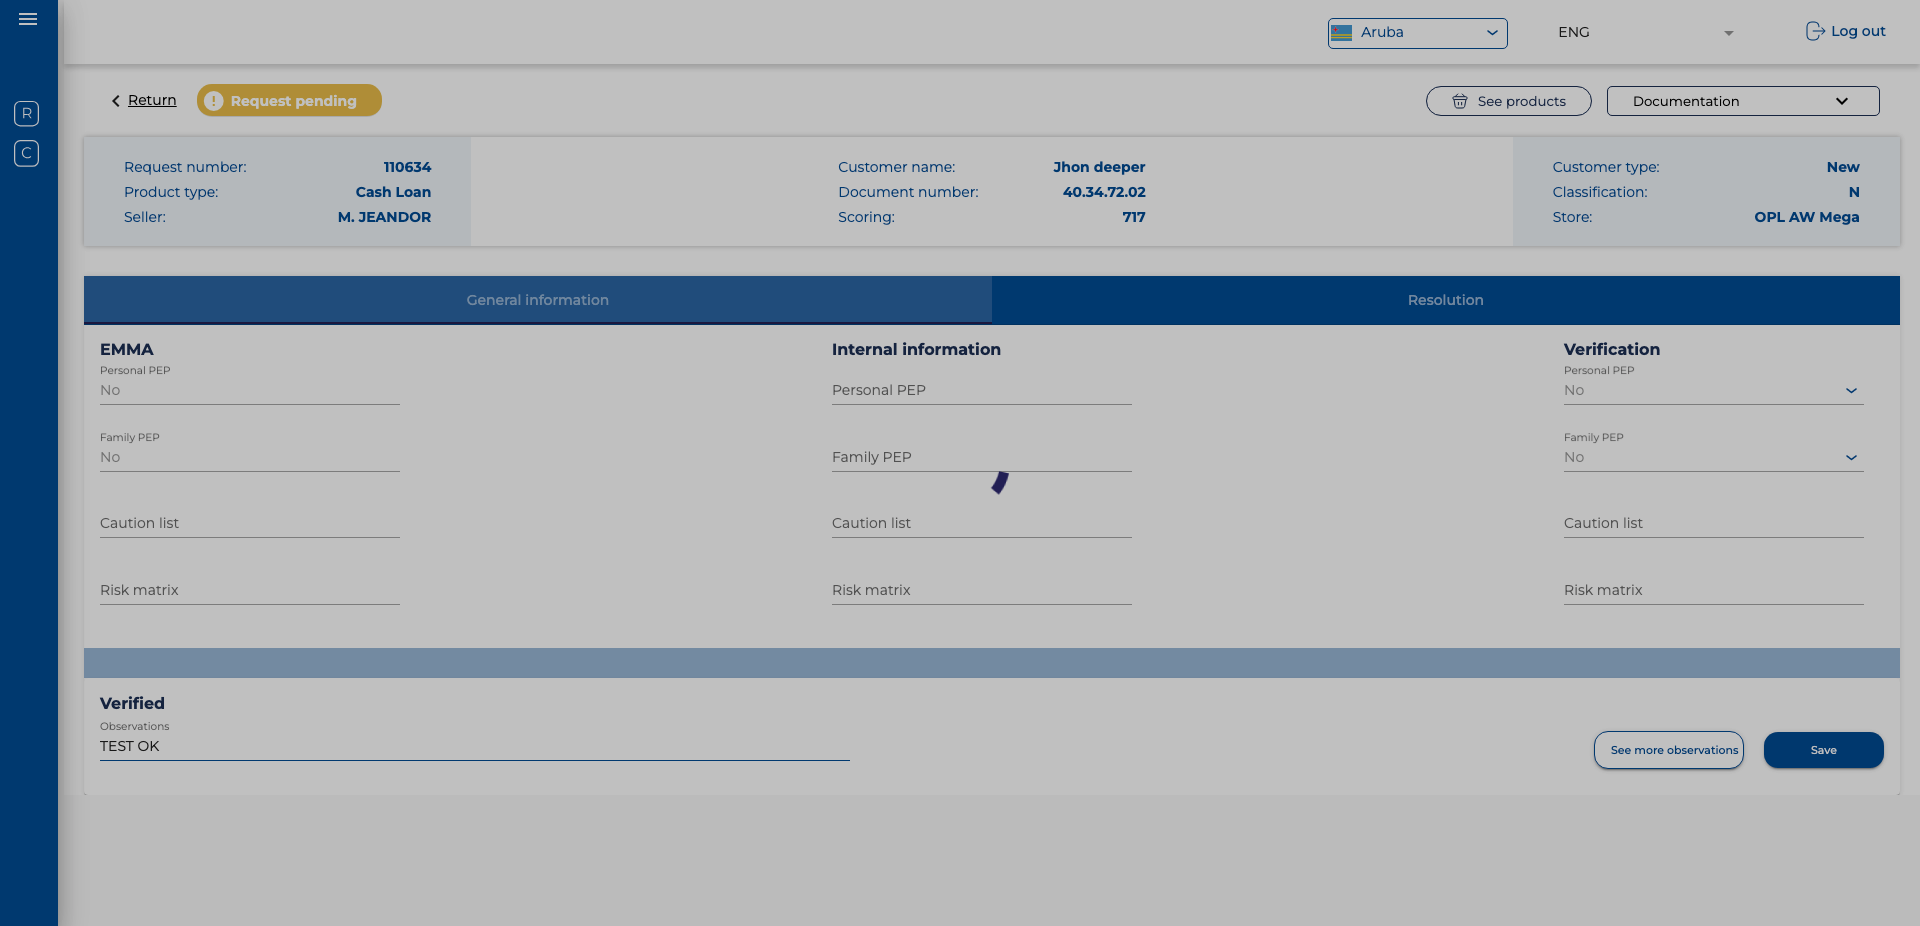 Aruba
ENG
Log out
R
C
Return
Request pending
See products
Documentation
Request number: 110634
Product type: Cash Loan
Seller: M. JEANDOR
Customer name: Jhon deeper
Document number: 40.34.72.02
Scoring: 717
Customer type: New
Classification: N
Store: OPL AW Mega
General information
Resolution
EMMA
Personal PEP
No
Family PEP
No
Caution list
Risk matrix
Internal information
Personal PEP
Family PEP
Caution list
Risk matrix
Verification
Personal PEP
No
Family PEP
No
Caution list
Risk matrix
Verified
Observations
TEST OK
See more observations
Save